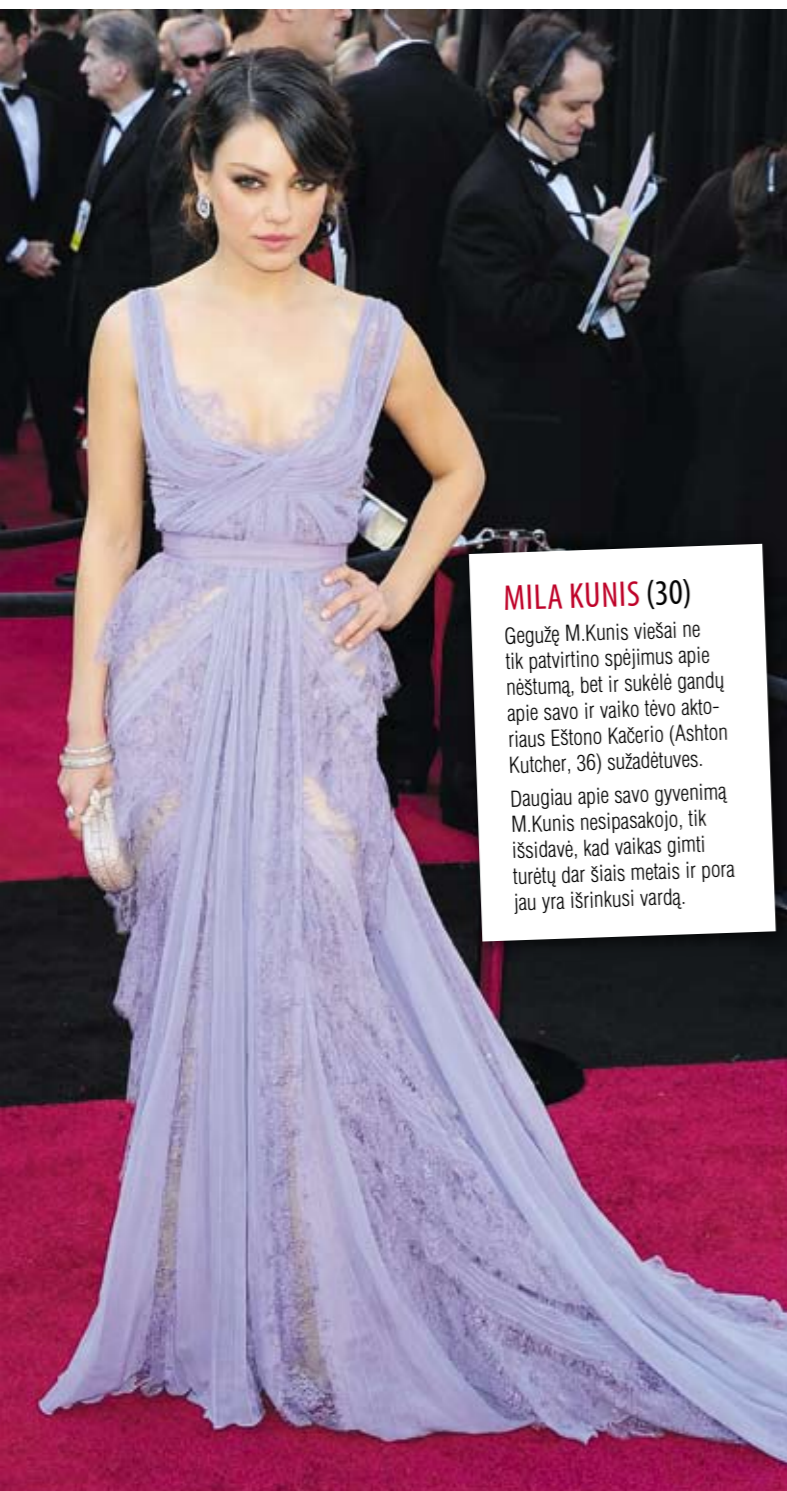 MILA KUNIS (30)
Gegužę M.Kunis viešai ne
tik patvirtino spėjimus apie
nėštumą, bet ir sukėlė gandų
apie savo ir vaiko tėvo akto-
riaus Eštono Kačerio (Ashton
Kutcher, 36) sužadėtuves.
Daugiau apie savo gyvenimą
M.Kunis nesipasakojo, tik
išsidavė, kad vaikas gimti
turėtų dar šiais metais ir pora
jau yra išrinkusi vardą.